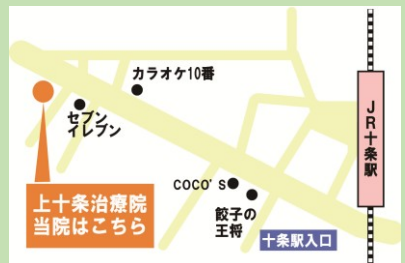 カラオケ10番
セブン
イレブン
JR十条駅
上十条治療院
当院はこちら
COCO'S
餃子の
王将
十条駅入口